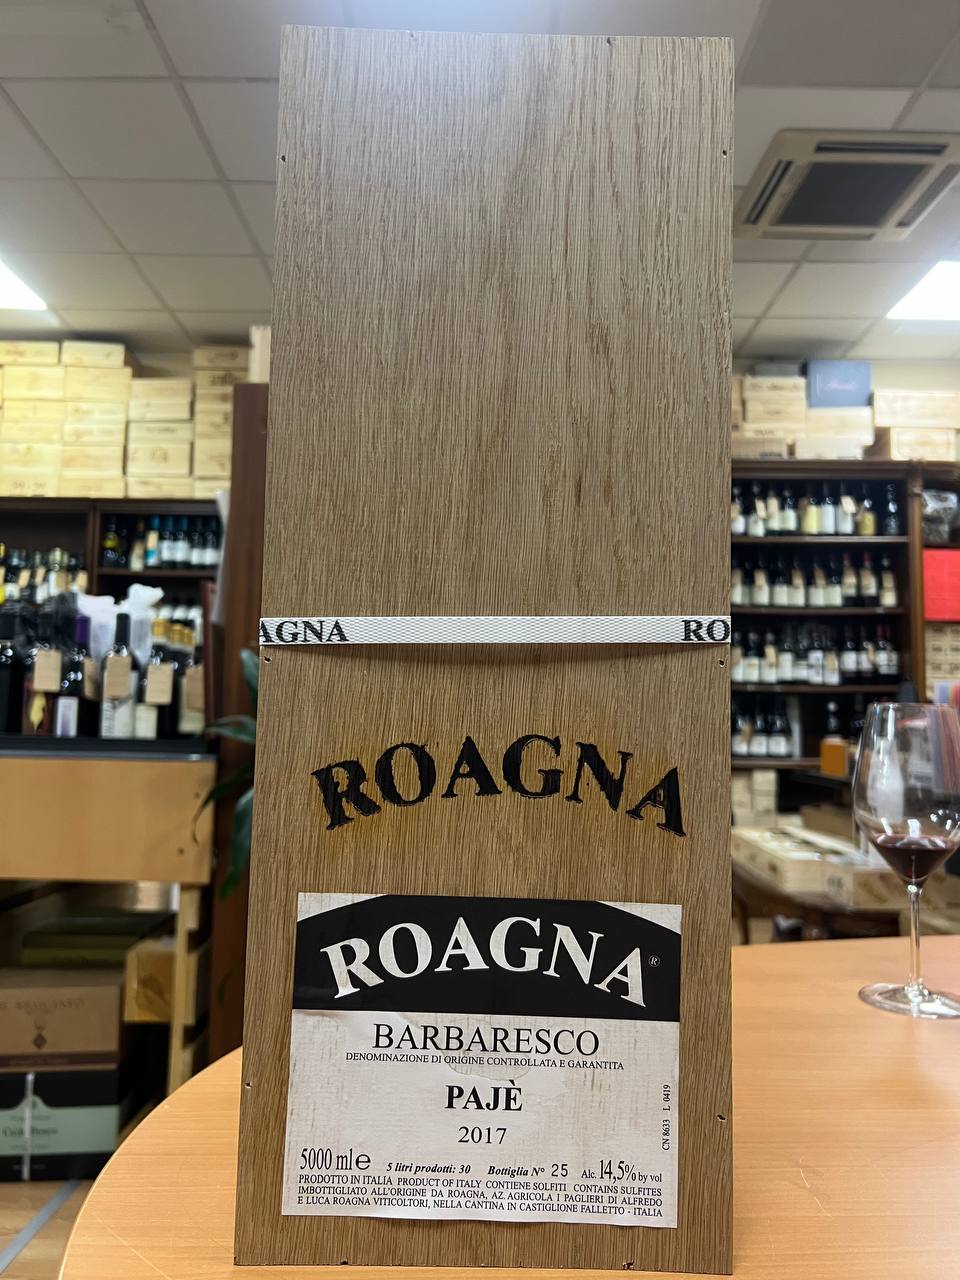 AGNA RO
ROAGNA
ROAGNA®
BARBARESCO
DENOMINAZIONE DI ORIGINE CONTROLLATA E GARANTITA
PAJÈ
2017
CN 8633 L 0419
5000 ml e 5 litri prodotti: 30 Bottiglia N° 25 Alc. 14,5% by vol
PRODOTTO IN ITALIA PRODUCT OF ITALY CONTIENE SOLFITI CONTAINS SULFITES
IMBOTTIGLIATO ALL'ORIGINE DA ROAGNA, AZ. AGRICOLA I PAGLIERI DI ALFREDO
E LUCA ROAGNA VITICOLTORI, NELLA CANTINA IN CASTIGLIONE FALLETTO - ITALIA